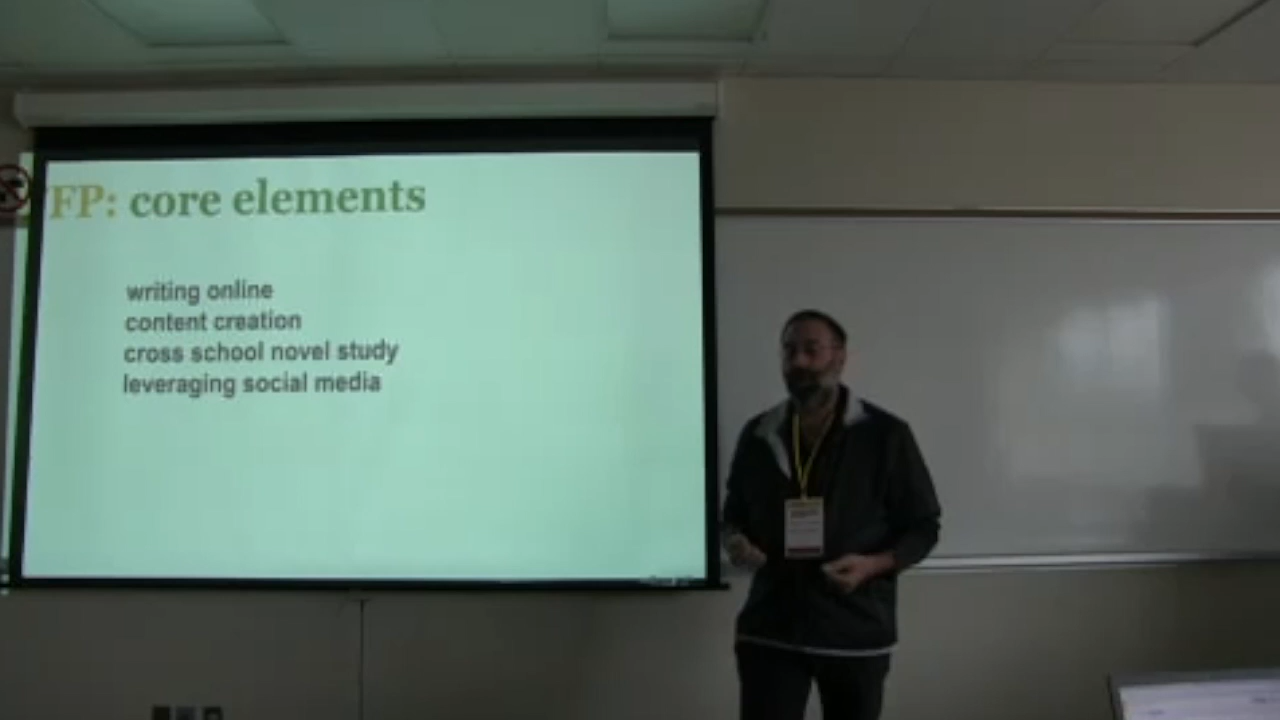 FP: core elements
writing online
content creation
cross school novel study
leveraging social media